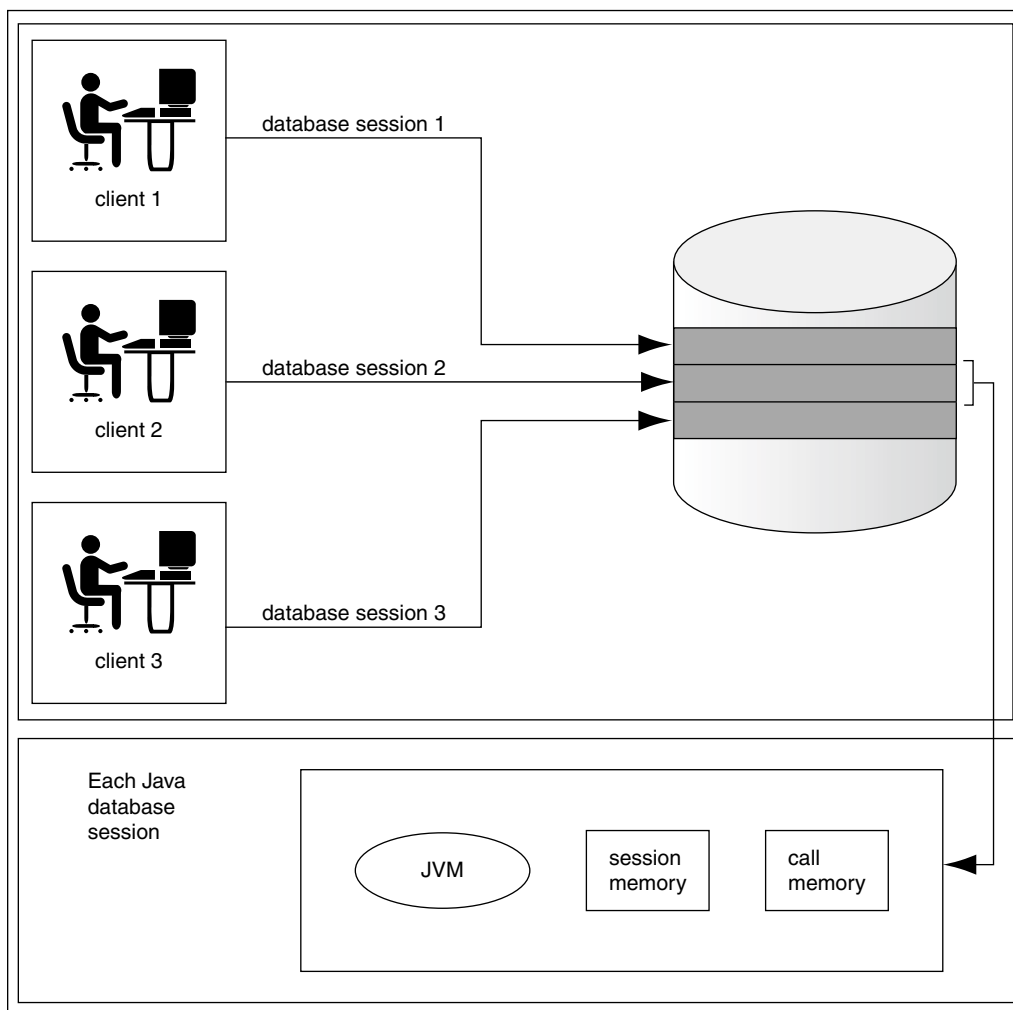 client 1
database session 1
client 2
database session 2
client 3
database session 3
Each Java
database
session
JVM
session
memory
call
memory